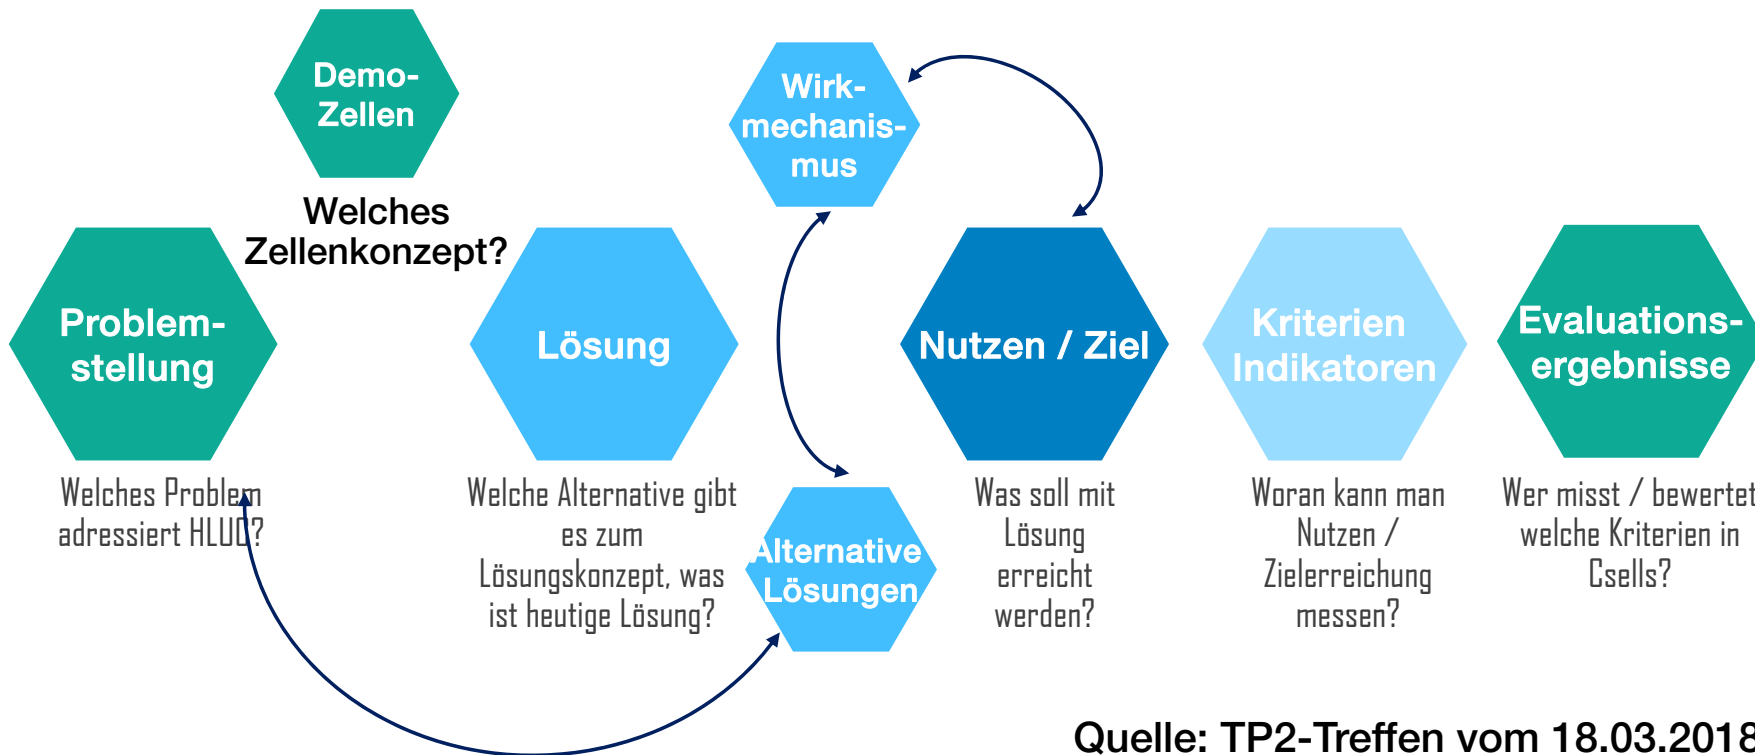 Demo-
Zellen
Welches
Zellenkonzept?
Wirk-
mechanis-
mus
Problem-
stellung
Lösung
Nutzen / Ziel
Kriterien
Indikatoren
Evaluations-
ergebnisse
Welches Problem
adressiert HLUC?
Welche Alternative gibt
es zum
Lösungskonzept, was
ist heutige Lösung?
Alternative
Lösungen
Was soll mit
Lösung
erreicht
werden?
Woran kann man
Nutzen /
Zielerreichung
messen?
Wer misst / bewertet
welche Kriterien in
Csells?
Quelle: TP2-Treffen vom 18.03.2018